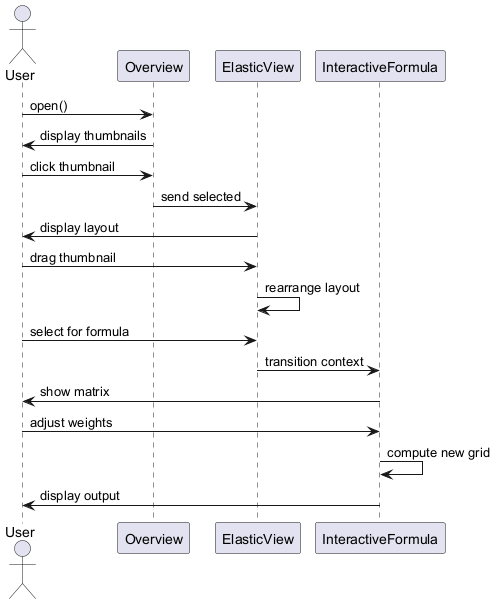 User
Overview
ElasticView
InteractiveFormula
open()
display thumbnails
click thumbnail
send selected
display layout
drag thumbnail
rearrange layout
select for formula
transition context
show matrix
adjust weights
compute new grid
display output
User
Overview
ElasticView
InteractiveFormula